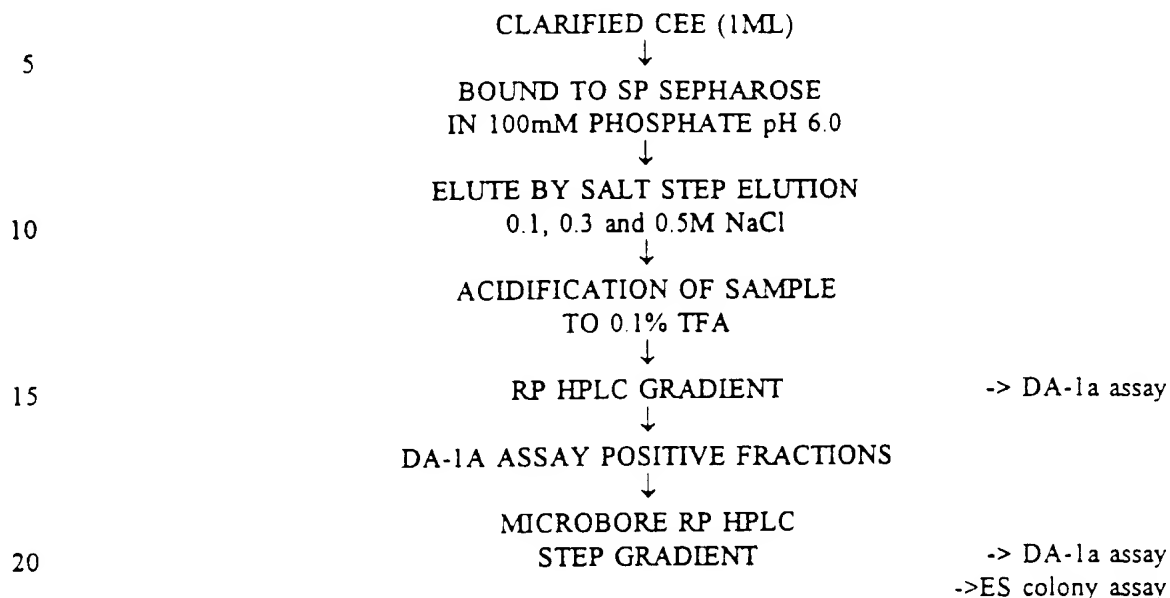 CLARIFIED CEE (1ML)
5
↓
BOUND TO SP SEPHAROSE
IN 100mM PHOSPHATE pH 6.0
↓
ELUTE BY SALT STEP ELUTION
10 0.1, 0.3 and 0.5M NaCl
↓
ACIDIFICATION OF SAMPLE
TO 0.1% TFA
↓
15 RP HPLC GRADIENT -> DA-1a assay
↓
DA-1A ASSAY POSITIVE FRACTIONS
↓
MICROBORE RP HPLC
20 STEP GRADIENT -> DA-1a assay
->ES colony assay